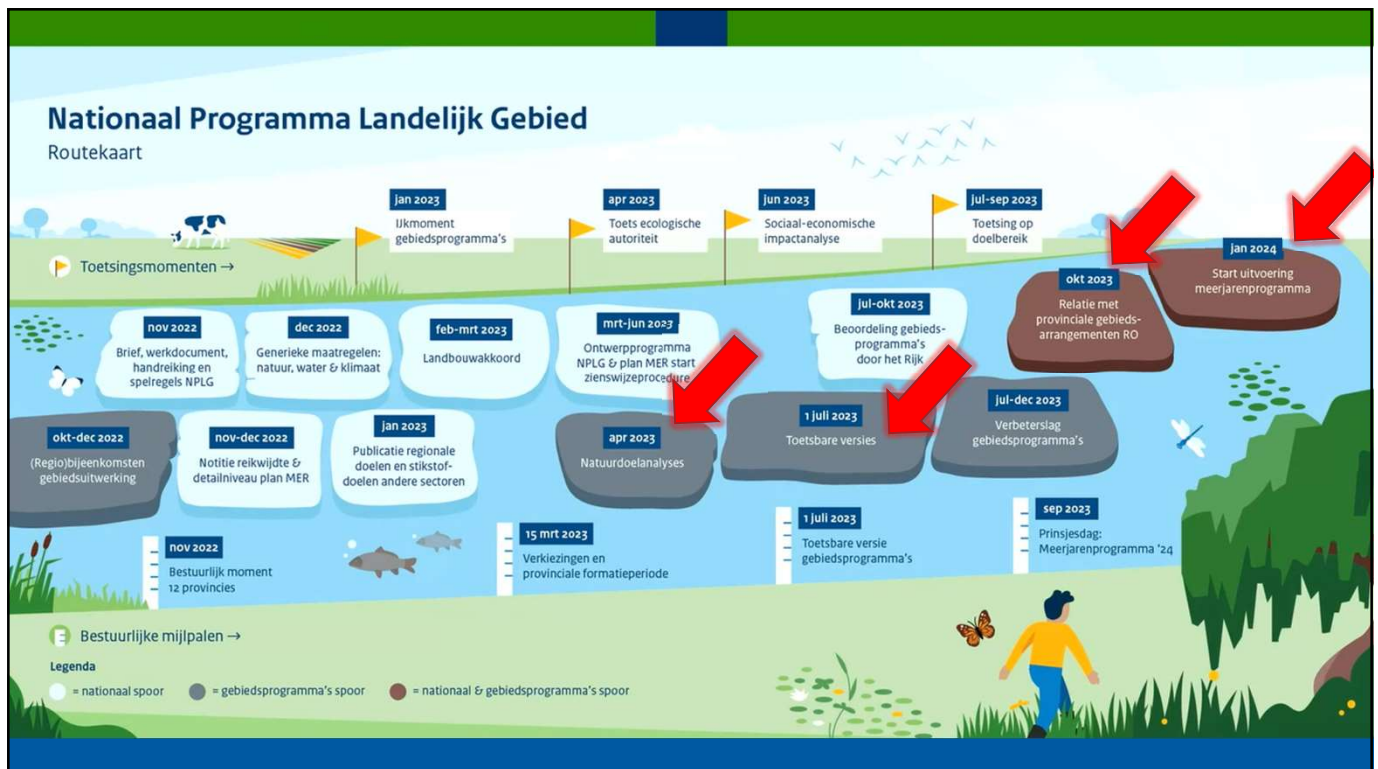 Nationaal Programma Landelijk Gebied
Routekaart
jan 2023
IJkmoment
gebiedsprogramma's
apr 2023
Toets ecologische
autoriteit
jun 2023
Sociaal-economische
impactanalyse
jul-sep 2023
Toetsing op
doelbereik
Toetsingsmomenten →
nov 2022
Brief, werkdocument,
handreiking en
spelregels NPLG
dec 2022
Generieke maatregelen:
natuur, water & klimaat
feb-mrt 2023
Landbouwakkoord
mrt-jun 2023
Ontwerpprogramma
NPLG & plan MER start
zienswijzeprocedure
jul-okt 2023
Beoordeling gebieds-
programma's
door het Rijk
okt 2023
Relatie met
provinciale gebieds-
arrangementen RO
jan 2024
Start uitvoering
meerjarenprogramma
okt-dec 2022
(Regio)bijeenkomsten
gebiedsuitwerking
nov-dec 2022
Notitie reikwijdte &
detailniveau plan MER
jan 2023
Publicatie regionale
doelen en stikstof-
doelen andere sectoren
apr 2023
Natuurdoelanalyses
1 juli 2023
Toetsbare versies
jul-dec 2023
Verbeterslag
gebiedsprogramma's
nov 2022
Bestuurlijk moment
12 provincies
15 mrt 2023
Verkiezingen en
provinciale formatieperiode
1 juli 2023
Toetsbare versie
gebiedsprogramma's
sep 2023
Prinsjesdag:
Meerjarenprogramma '24
Bestuurlijke mijlpalen →
Legenda
= nationaal spoor
= gebiedsprogramma's spoor
= nationaal & gebiedsprogramma's spoor